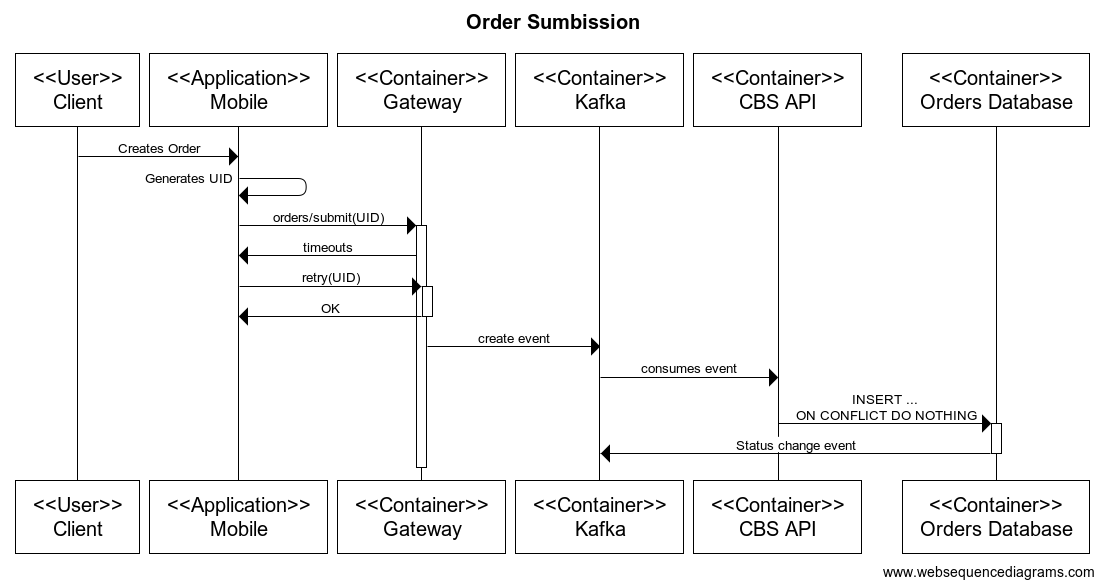 Order Sumbission
<<User>>
Client
<<Application>>
Mobile
<<Container>>
Gateway
<<Container>>
Kafka
<<Container>>
CBS API
<<Container>>
Orders Database
Creates Order
Generates UID
orders/submit(UID)
timeouts
retry(UID)
OK
create event
consumes event
INSERT ...
ON CONFLICT DO NOTHING
Status change event
<<User>>
Client
<<Application>>
Mobile
<<Container>>
Gateway
<<Container>>
Kafka
<<Container>>
CBS API
<<Container>>
Orders Database
www.websequencediagrams.com